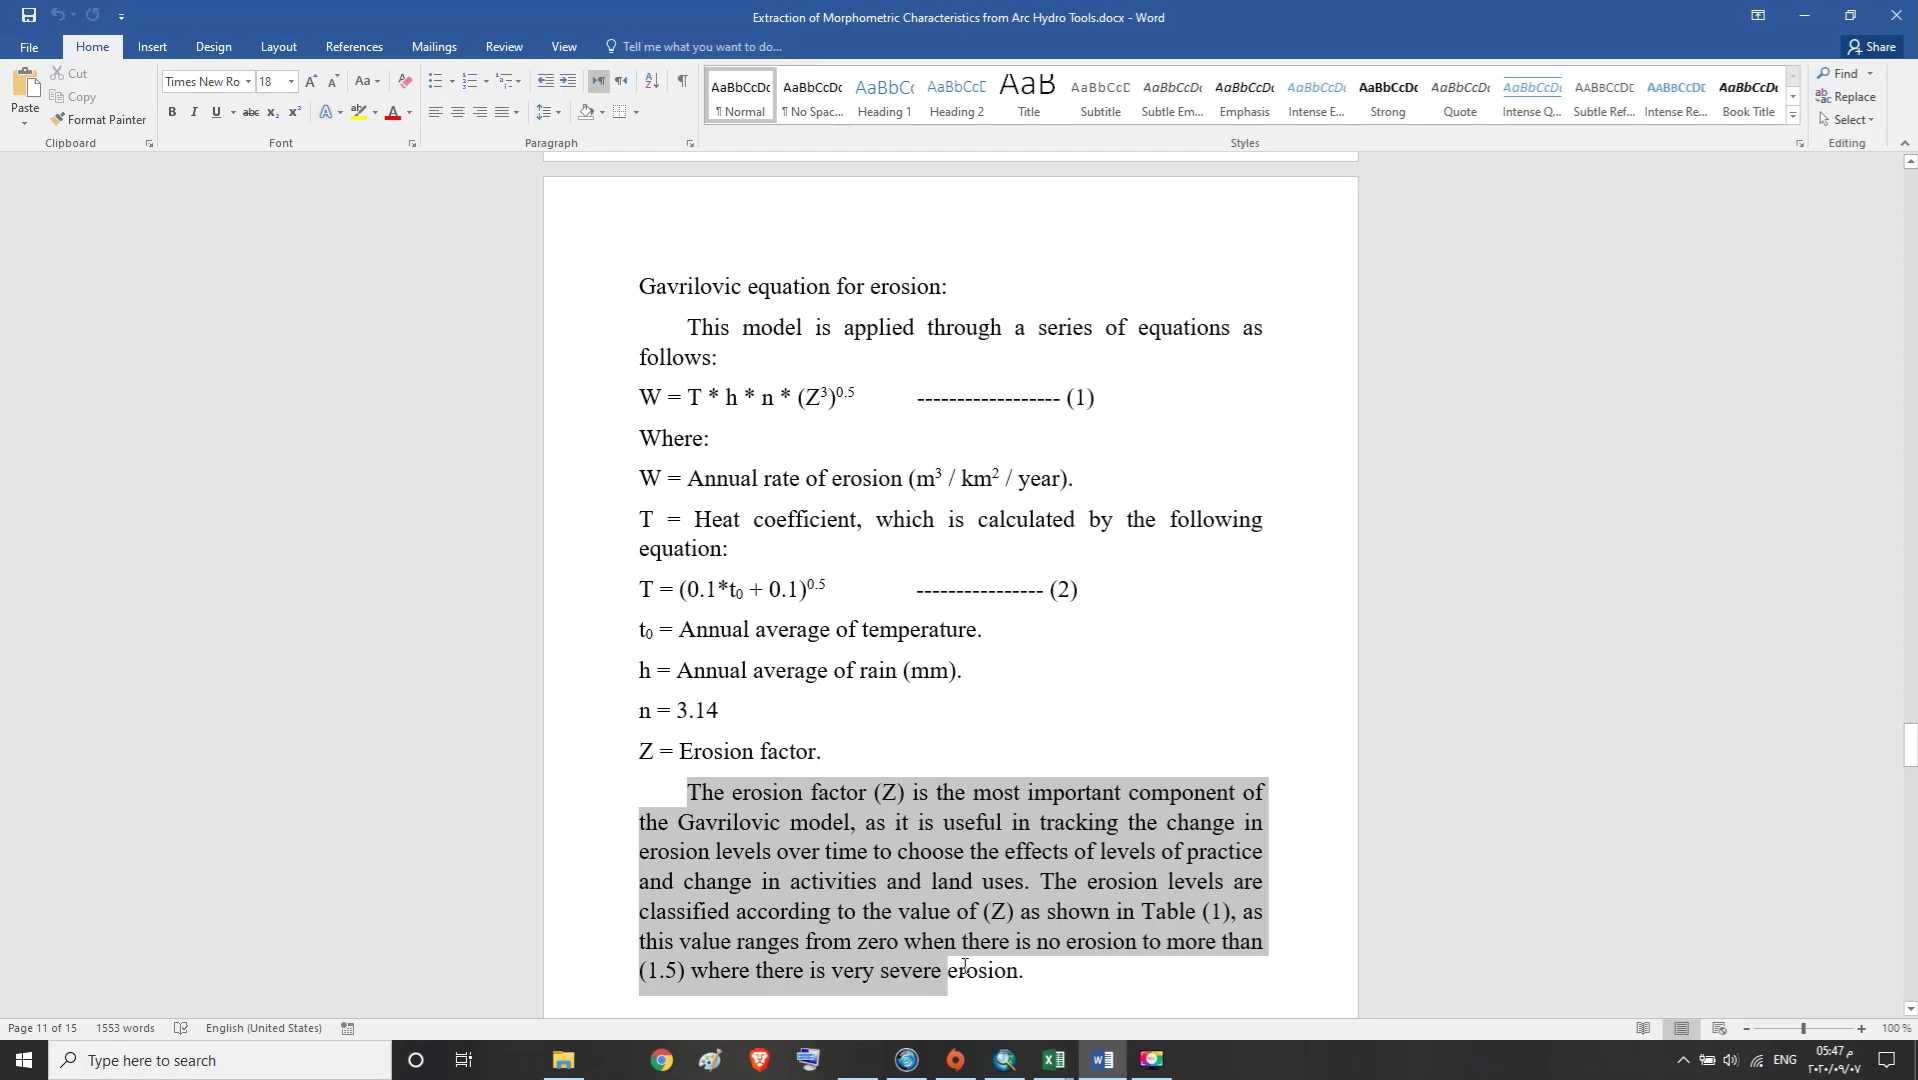 Extraction of Morphometric Characteristics from Arc Hydro Tools.docx - Word
File Home Insert Design Layout References Mailings Review View Tell me what you want to do... Share
Paste
Cut
Copy
Format Painter
Clipboard
Times New Ro 18
Font
Paragraph
AaBbCcDc AaBbCcDc AaBbCc AaBbCcE AaB AaBbCcD AaBbCcDc AaBbCcDc AaBbCcDc AaBbCcDc AaBbCcDc AaBbCcDc AaBbCcDc AaBbCcDc AaBbCcDc
¶ Normal ¶ No Spac... Heading 1 Heading 2 Title Subtitle Subtle Em... Emphasis Intense E... Strong Quote Intense Q... Subtle Ref... Intense Re... Book Title
Styles
Find
Replace
Select
Editing
Gavrilovic equation for erosion:
This model is applied through a series of equations as
follows:
W = T * h * n * (Z³)⁰·⁵ ------------------ (1)
Where:
W = Annual rate of erosion (m³ / km² / year).
T = Heat coefficient, which is calculated by the following
equation:
T = (0.1*t₀ + 0.1)⁰·⁵ ---------------- (2)
t₀ = Annual average of temperature.
h = Annual average of rain (mm).
n = 3.14
Z = Erosion factor.
The erosion factor (Z) is the most important component of
the Gavrilovic model, as it is useful in tracking the change in
erosion levels over time to choose the effects of levels of practice
and change in activities and land uses. The erosion levels are
classified according to the value of (Z) as shown in Table (1), as
this value ranges from zero when there is no erosion to more than
(1.5) where there is very severe erosion.
Page 11 of 15 1553 words English (United States) 100 %
Type here to search
ENG
05:47 م
٢٠٢٠/٠٩/٠٧